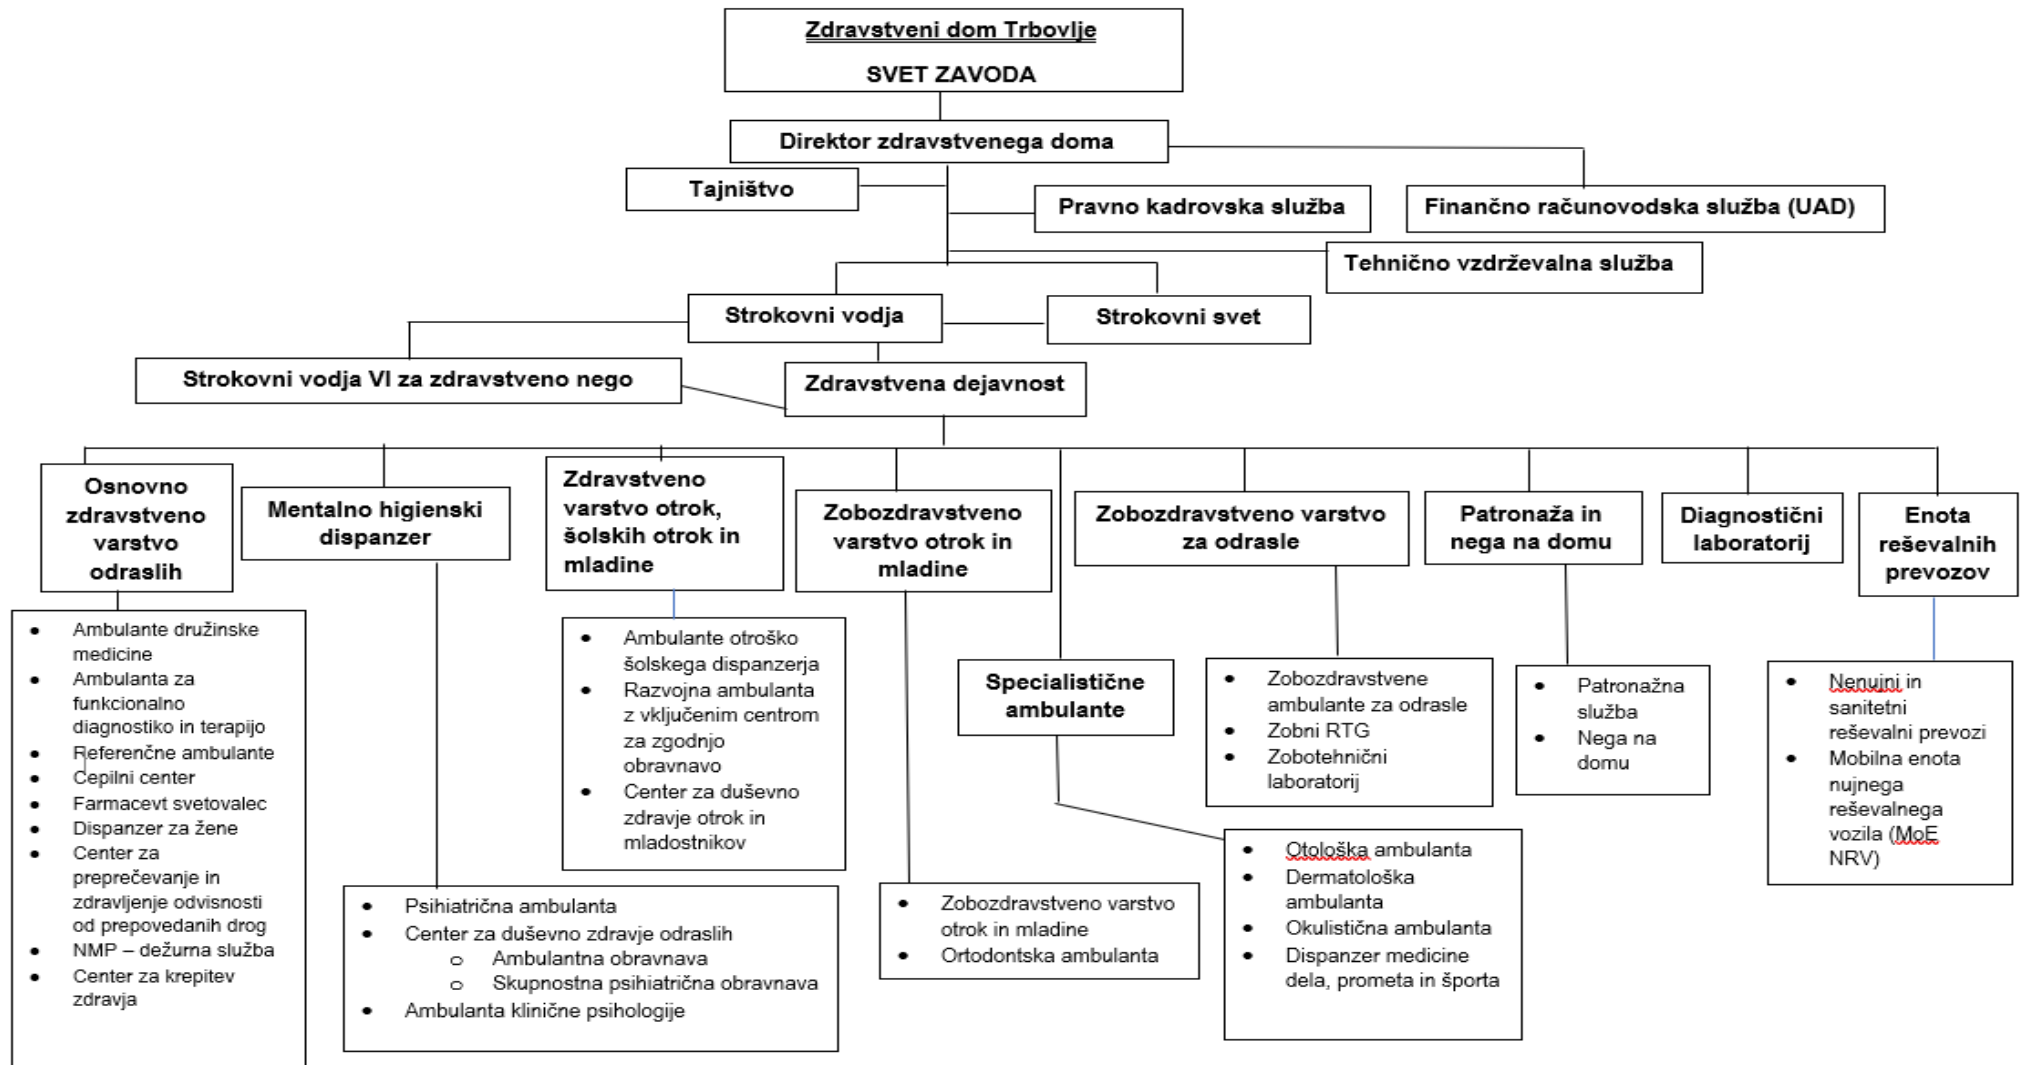 Zdravstveni dom Trbovlje
SVET ZAVODA
Direktor zdravstvenega doma
Tajništvo
Pravno kadrovska služba
Finančno računovodska služba (UAD)
Tehnično vzdrževalna služba
Strokovni vodja
Strokovni svet
Strokovni vodja VI za zdravstveno nego
Zdravstvena dejavnost
Osnovno
zdravstveno
varstvo
odraslih
Mentalno higienski
dispanzer
Zdravstveno
varstvo otrok,
šolskih otrok in
mladine
Zobozdravstveno
varstvo otrok in
mladine
Zobozdravstveno varstvo
za odrasle
Patronaža in
nega na domu
Diagnostični
laboratorij
Enota
reševalnih
prevozov
• Ambulante družinske
medicine
• Ambulanta za
funkcionalno
diagnostiko in terapijo
• Referenčne ambulante
• Cepilni center
• Farmacevt svetovalec
• Dispanzer za žene
• Center za
preprečevanje in
zdravljenje odvisnosti
od prepovedanih drog
• NMP – dežurna služba
• Center za krepitev
zdravja
• Psihiatrična ambulanta
• Center za duševno zdravje odraslih
o Ambulantna obravnava
o Skupnostna psihiatrična obravnava
• Ambulanta klinične psihologije
• Ambulante otroško
šolskega dispanzerja
• Razvojna ambulanta
z vključenim centrom
za zgodnjo
obravnavo
• Center za duševno
zdravje otrok in
mladostnikov
• Zobozdravstveno varstvo
otrok in mladine
• Ortodontska ambulanta
Specialistične
ambulante
• Otološka ambulanta
• Dermatološka
ambulanta
• Okulistična ambulanta
• Dispanzer medicine
dela, prometa in športa
• Zobozdravstvene
ambulante za odrasle
• Zobni RTG
• Zobotehnični
laboratorij
• Patronažna
služba
• Nega na
domu
• Nenujni in
sanitetni
reševalni prevozi
• Mobilna enota
nujnega
reševalnega
vozila (MoE
NRV)